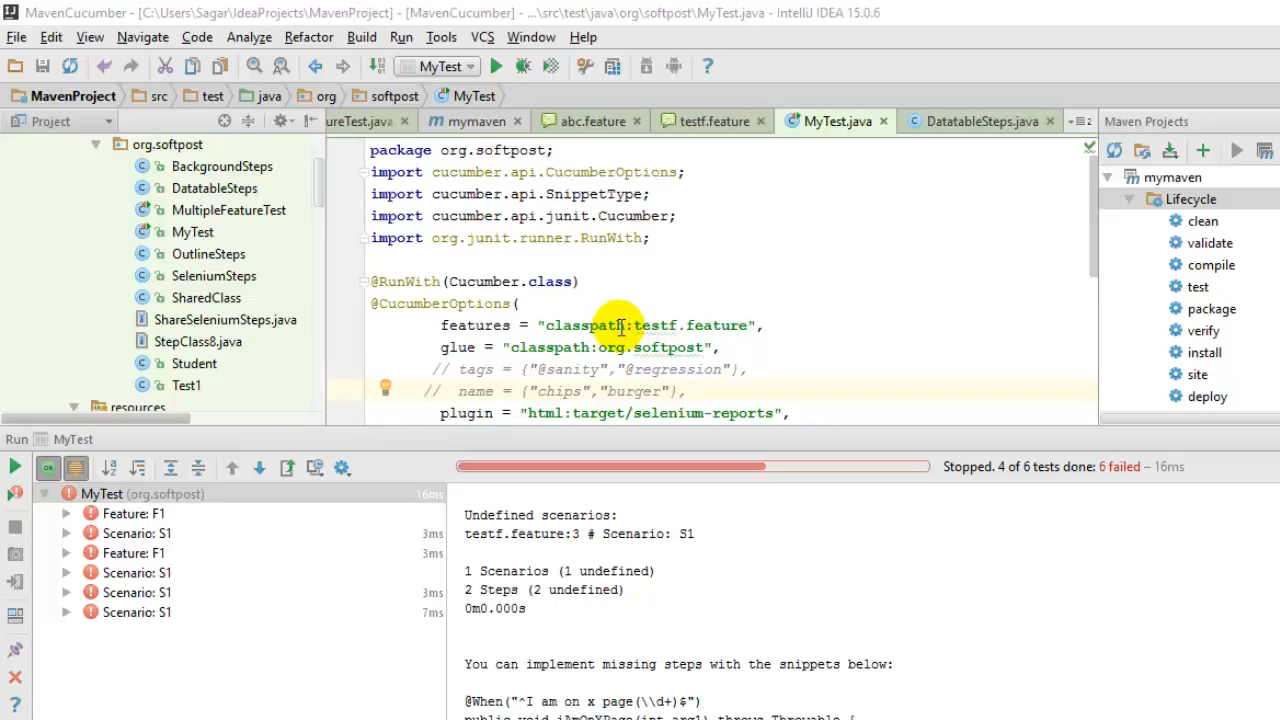 MavenCucumber - [C:\Users\Sagar\IdeaProjects\MavenProject] - [MavenCucumber] - ...\src\test\java\org\softpost\MyTest.java - IntelliJ IDEA 15.0.6
File Edit View Navigate Code Analyze Refactor Build Run Tools VCS Window Help
MyTest
MavenProject src test java org softpost MyTest
Project
ureTest.java mymaven abc.feature testf.feature MyTest.java DatatableSteps.java
Maven Projects
org.softpost
BackgroundSteps
DatatableSteps
MultipleFeatureTest
MyTest
OutlineSteps
SeleniumSteps
SharedClass
ShareSeleniumSteps.java
StepClass8.java
Student
Test1
resources
package org.softpost;
import cucumber.api.CucumberOptions;
import cucumber.api.SnippetType;
import cucumber.api.junit.Cucumber;
import org.junit.runner.RunWith;
@RunWith(Cucumber.class)
@CucumberOptions(
features = "classpath:testf.feature",
glue = "classpath:org.softpost",
// tags = {"@sanity","@regression"},
// name = {"chips","burger"},
plugin = "html:target/selenium-reports",
mymaven
Lifecycle
clean
validate
compile
test
package
verify
install
site
deploy
Run MyTest
Stopped. 4 of 6 tests done: 6 failed – 16ms
MyTest (org.softpost) 16ms
Feature: F1
Scenario: S1 3ms
Feature: F1 3ms
Scenario: S1
Scenario: S1 3ms
Scenario: S1 7ms
Undefined scenarios:
testf.feature:3 # Scenario: S1
1 Scenarios (1 undefined)
2 Steps (2 undefined)
0m0.000s
You can implement missing steps with the snippets below:
@When("^I am on x page(\\d+)$")
public void iAmOnXPage(int arg1) throws Throwable {